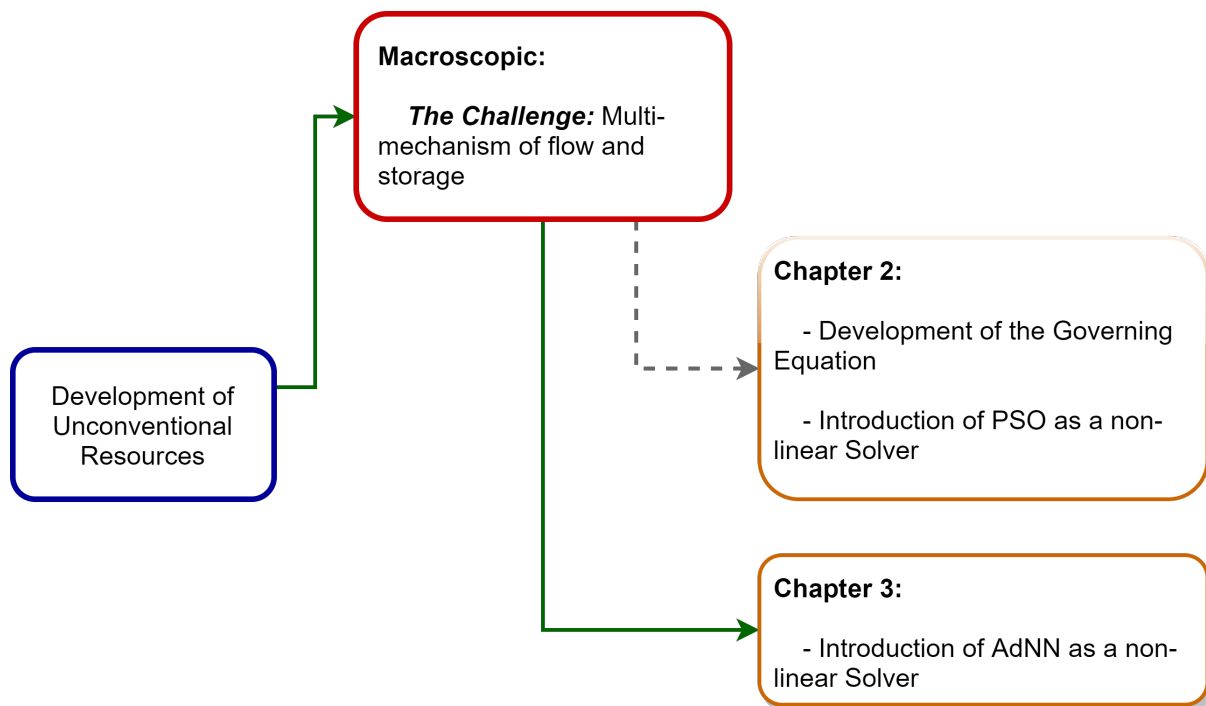 Macroscopic:
The Challenge: Multi-
mechanism of flow and
storage
Development of
Unconventional
Resources
Chapter 2:
- Development of the Governing
Equation
- Introduction of PSO as a non-
linear Solver
Chapter 3:
- Introduction of AdNN as a non-
linear Solver